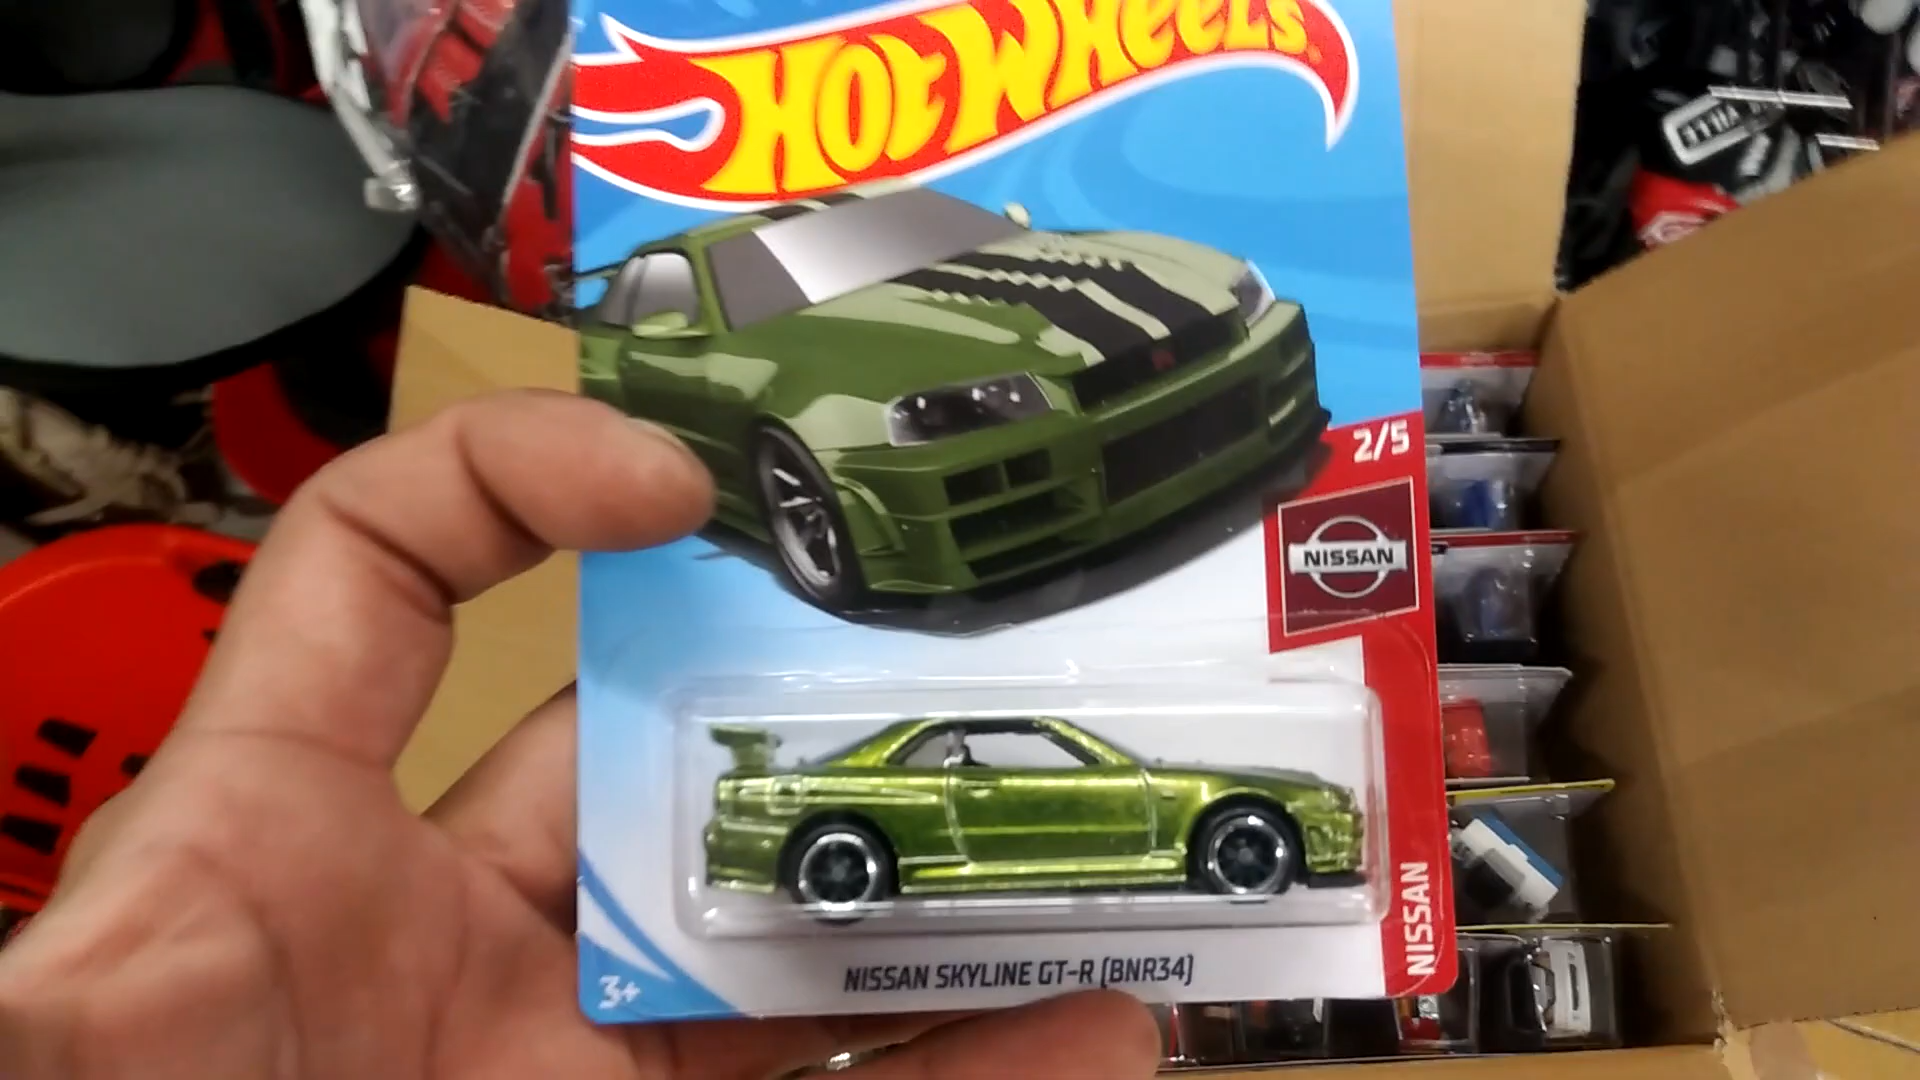 HOT WHEELS
2/5
NISSAN
NISSAN
NISSAN SKYLINE GT-R (BNR34)
3+